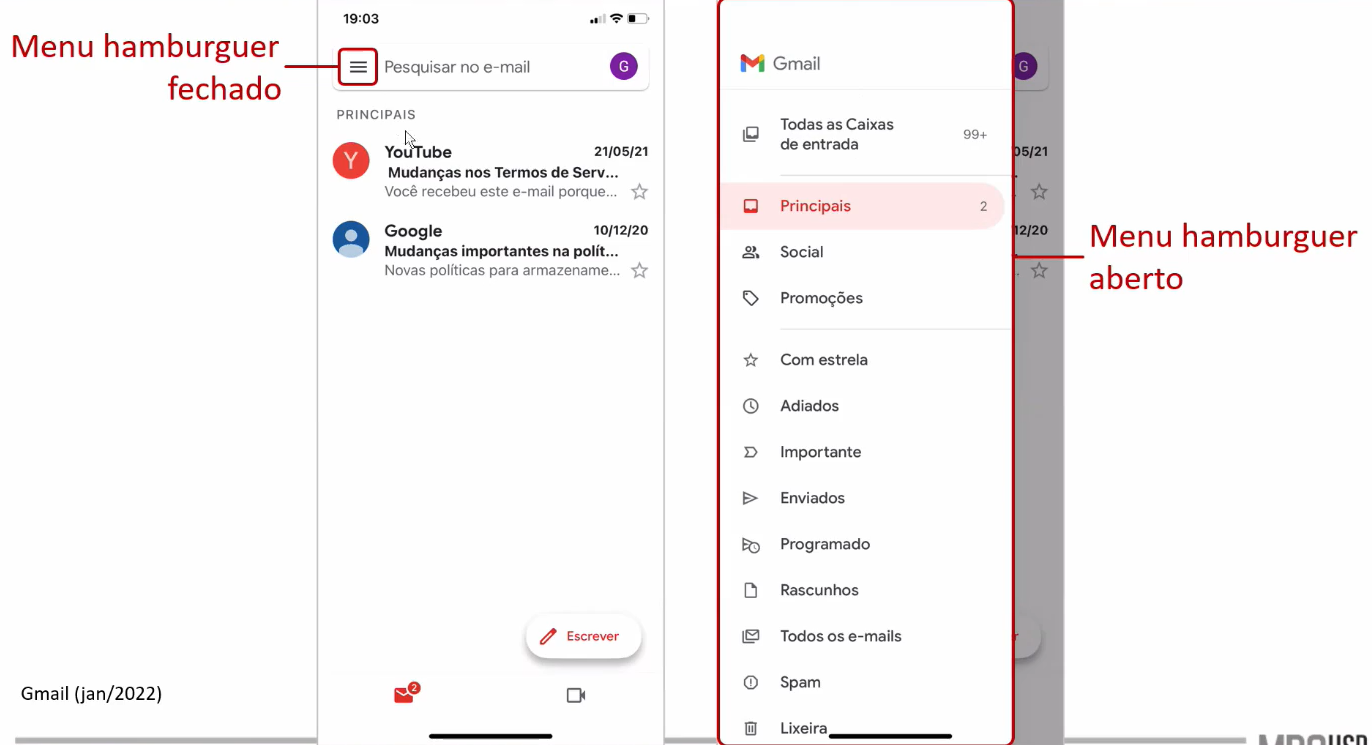 Menu hamburguer
fechado
19:03
Pesquisar no e-mail
G
PRINCIPAIS
Y
YouTube
21/05/21
Mudanças nos Termos de Serv...
Você recebeu este e-mail porque...
Google
10/12/20
Mudanças importantes na polít...
Novas políticas para armazename...
Escrever
2
Gmail (jan/2022)
Gmail
Todas as Caixas
de entrada
99+
Principais
2
Social
Promoções
Com estrela
Adiados
Importante
Enviados
Programado
Rascunhos
Todos os e-mails
Spam
Lixeira
G
05/21
12/20
r
Menu hamburguer
aberto